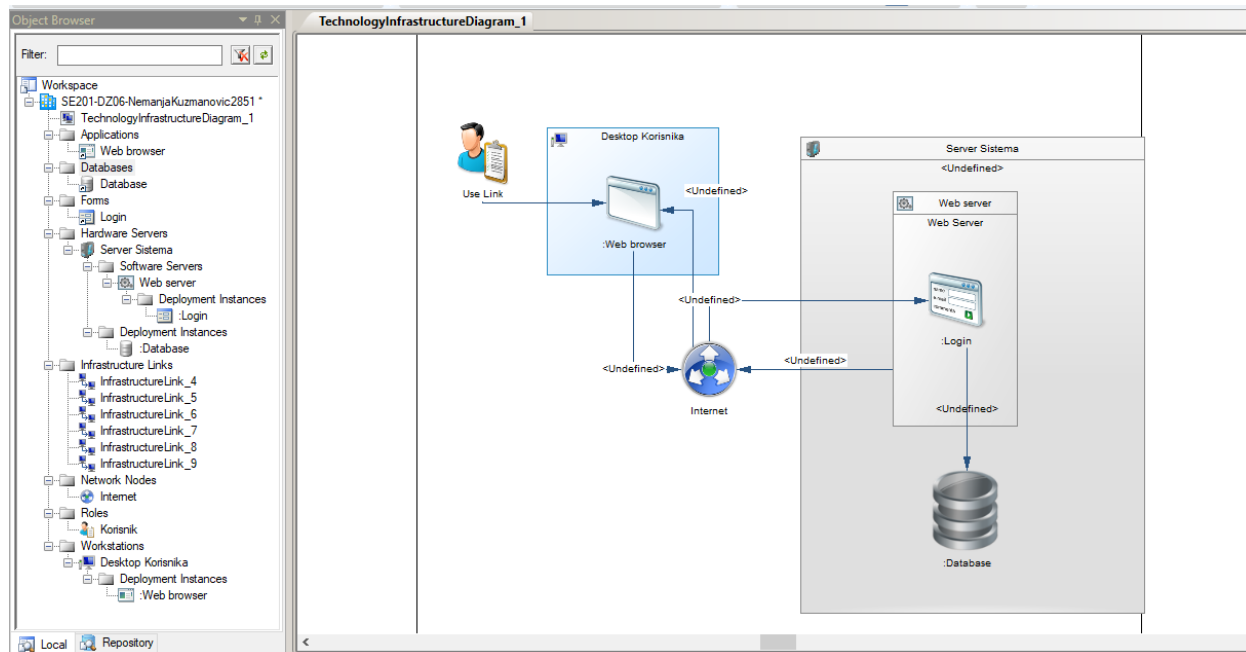 Object Browser
Filter:
Workspace
SE201-DZ06-NemanjaKuzmanovic2851 *
TechnologyInfrastructureDiagram_1
Applications
Web browser
Databases
Database
Forms
Login
Hardware Servers
Server Sistema
Software Servers
Web server
Deployment Instances
:Login
Deployment Instances
:Database
Infrastructure Links
InfrastructureLink_4
InfrastructureLink_5
InfrastructureLink_6
InfrastructureLink_7
InfrastructureLink_8
InfrastructureLink_9
Network Nodes
Internet
Roles
Korisnik
Workstations
Desktop Korisnika
Deployment Instances
:Web browser
Local
Repository
TechnologyInfrastructureDiagram_1
Use Link
Desktop Korisnika
<Undefined>
:Web browser
<Undefined>
<Undefined>
Internet
<Undefined>
Server Sistema
<Undefined>
Web server
Web Server
:Login
<Undefined>
:Database